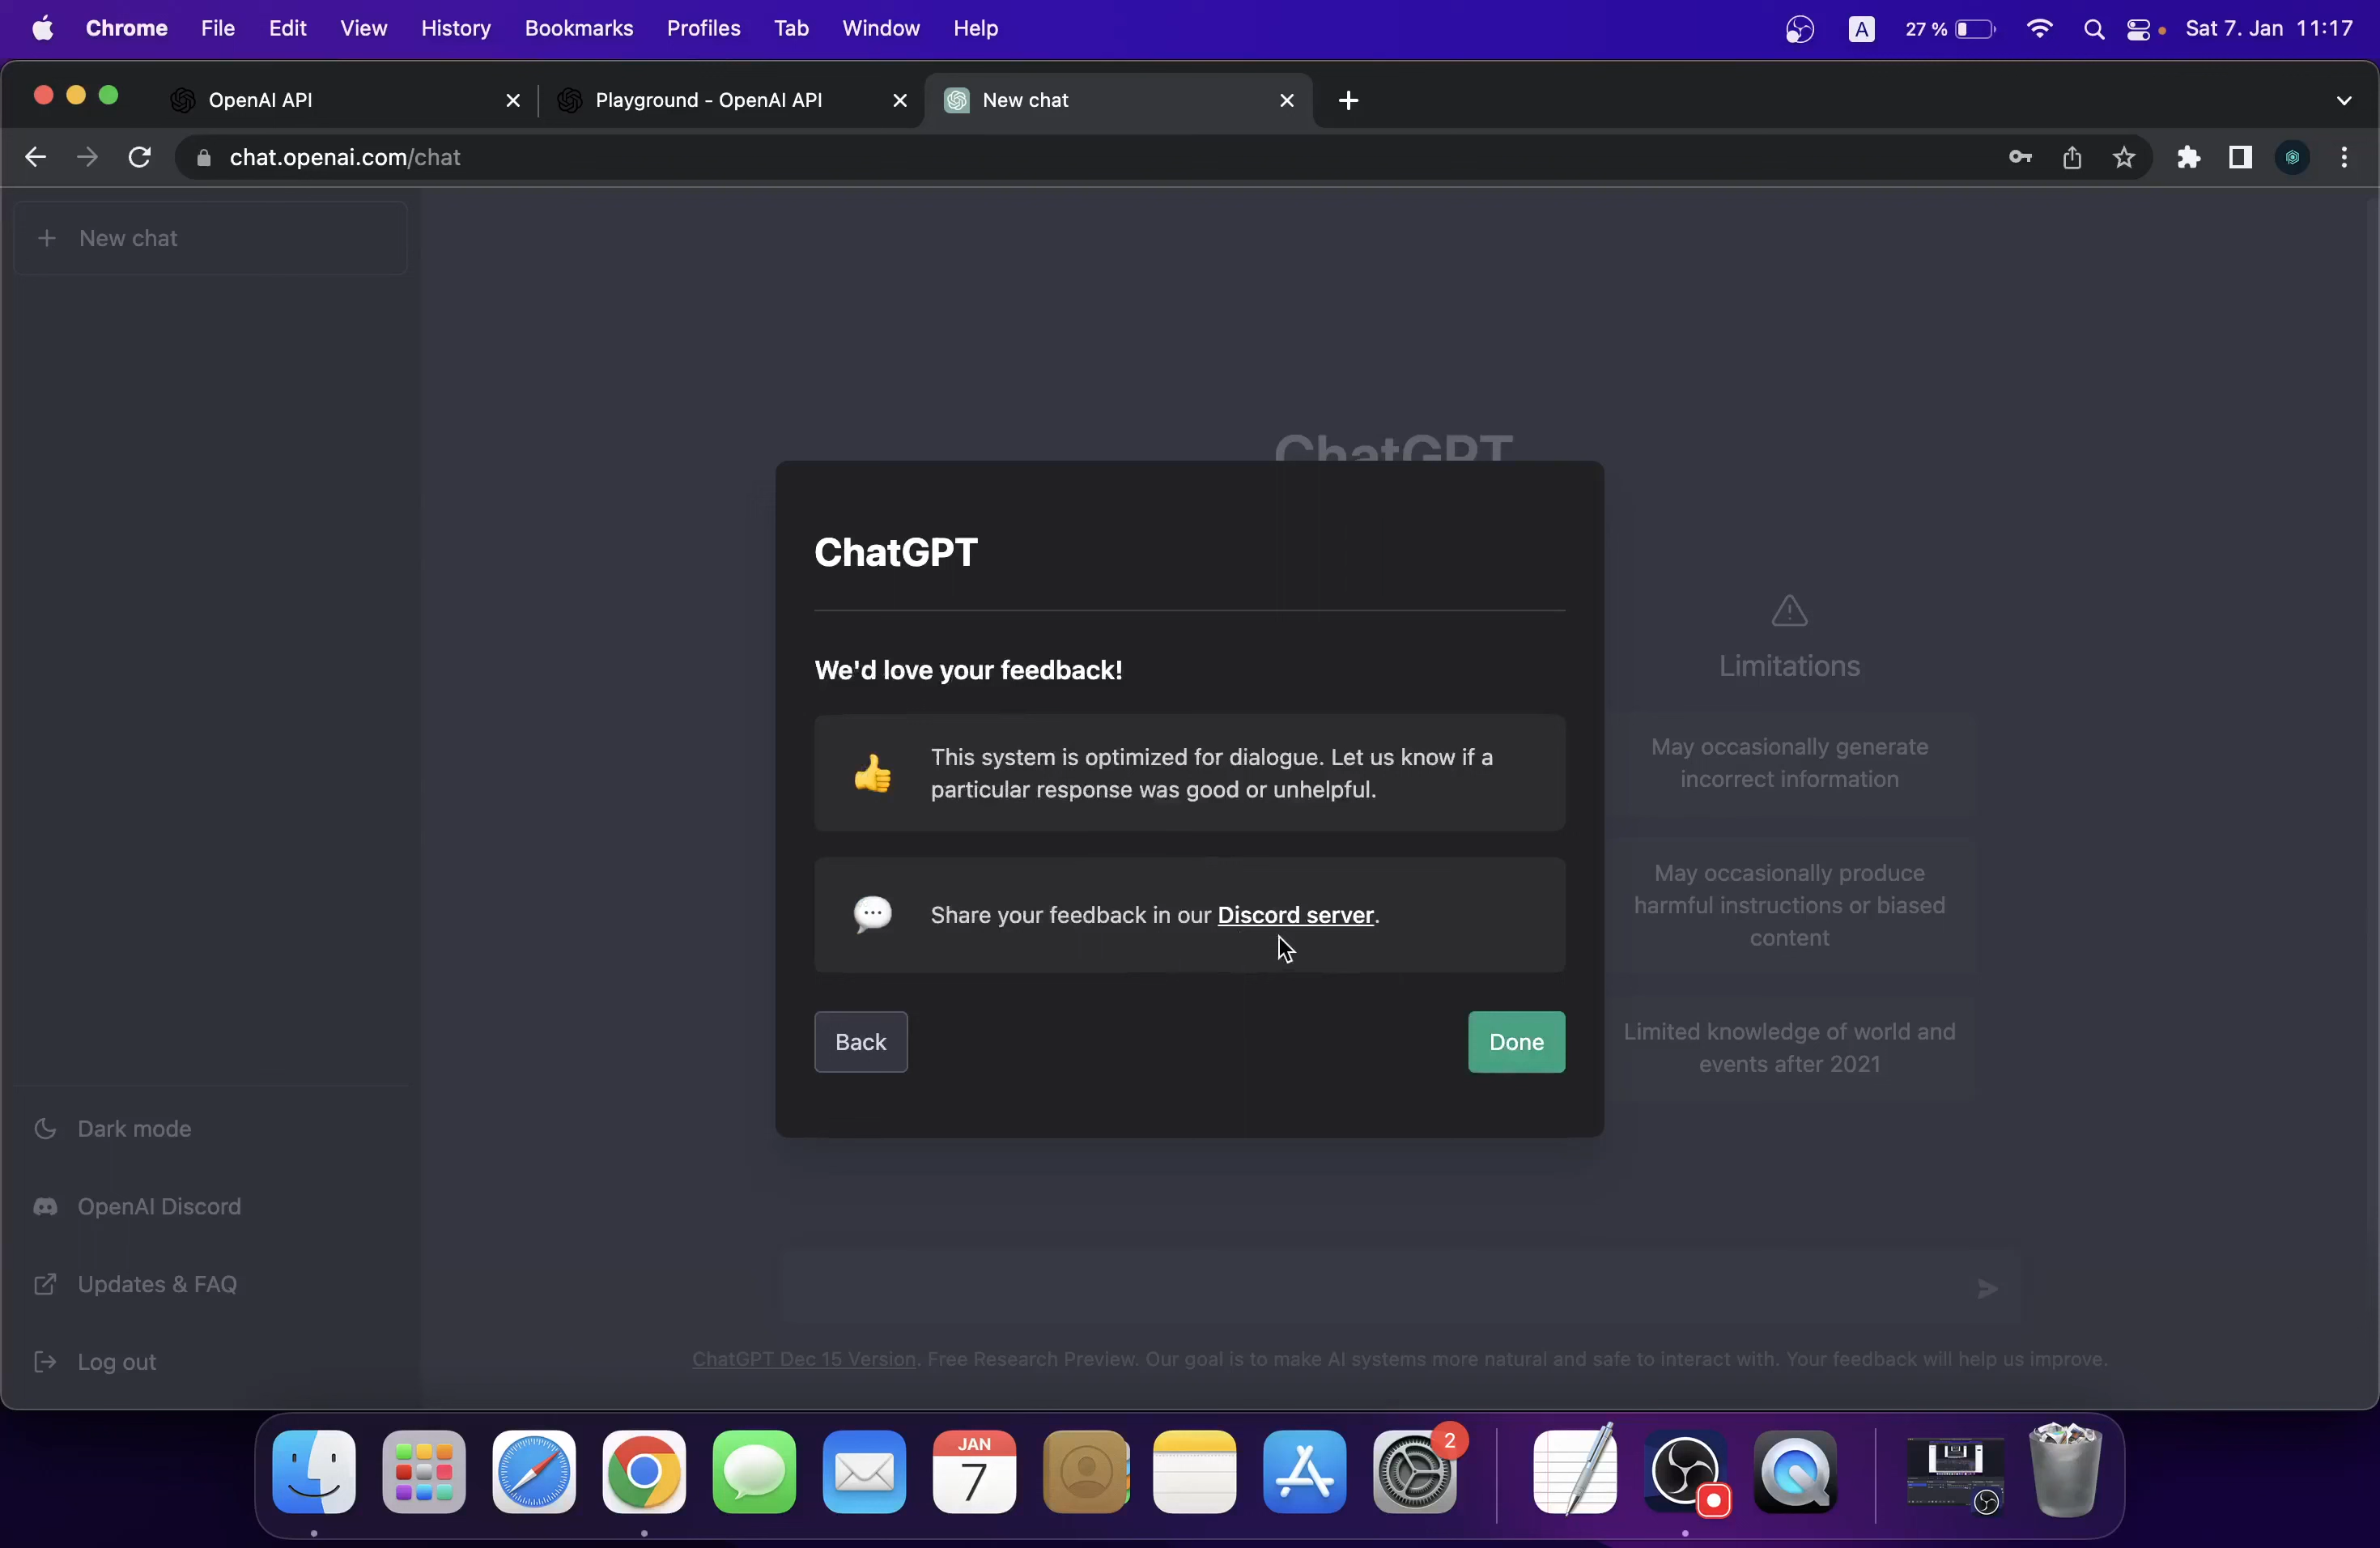 Chrome File Edit View History Bookmarks Profiles Tab Window Help A 27 % Sat 7. Jan 11:17
OpenAI API Playground - OpenAI API New chat
chat.openai.com/chat
New chat
ChatGPT
ChatGPT
We'd love your feedback!
This system is optimized for dialogue. Let us know if a
particular response was good or unhelpful.
Share your feedback in our Discord server.
Back Done
Limitations
May occasionally generate
incorrect information
May occasionally produce
harmful instructions or biased
content
Limited knowledge of world and
events after 2021
Dark mode
OpenAI Discord
Updates & FAQ
Log out
ChatGPT Dec 15 Version. Free Research Preview. Our goal is to make AI systems more natural and safe to interact with. Your feedback will help us improve.
JAN
7
2